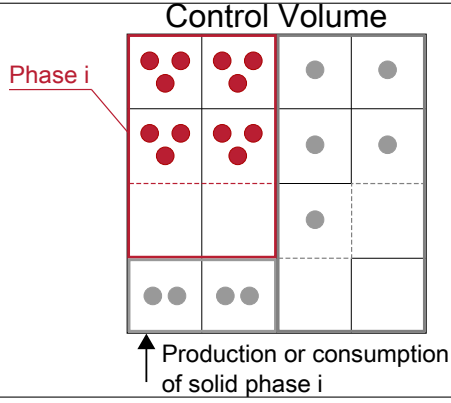 Control Volume
Phase i
Production or consumption
of solid phase i